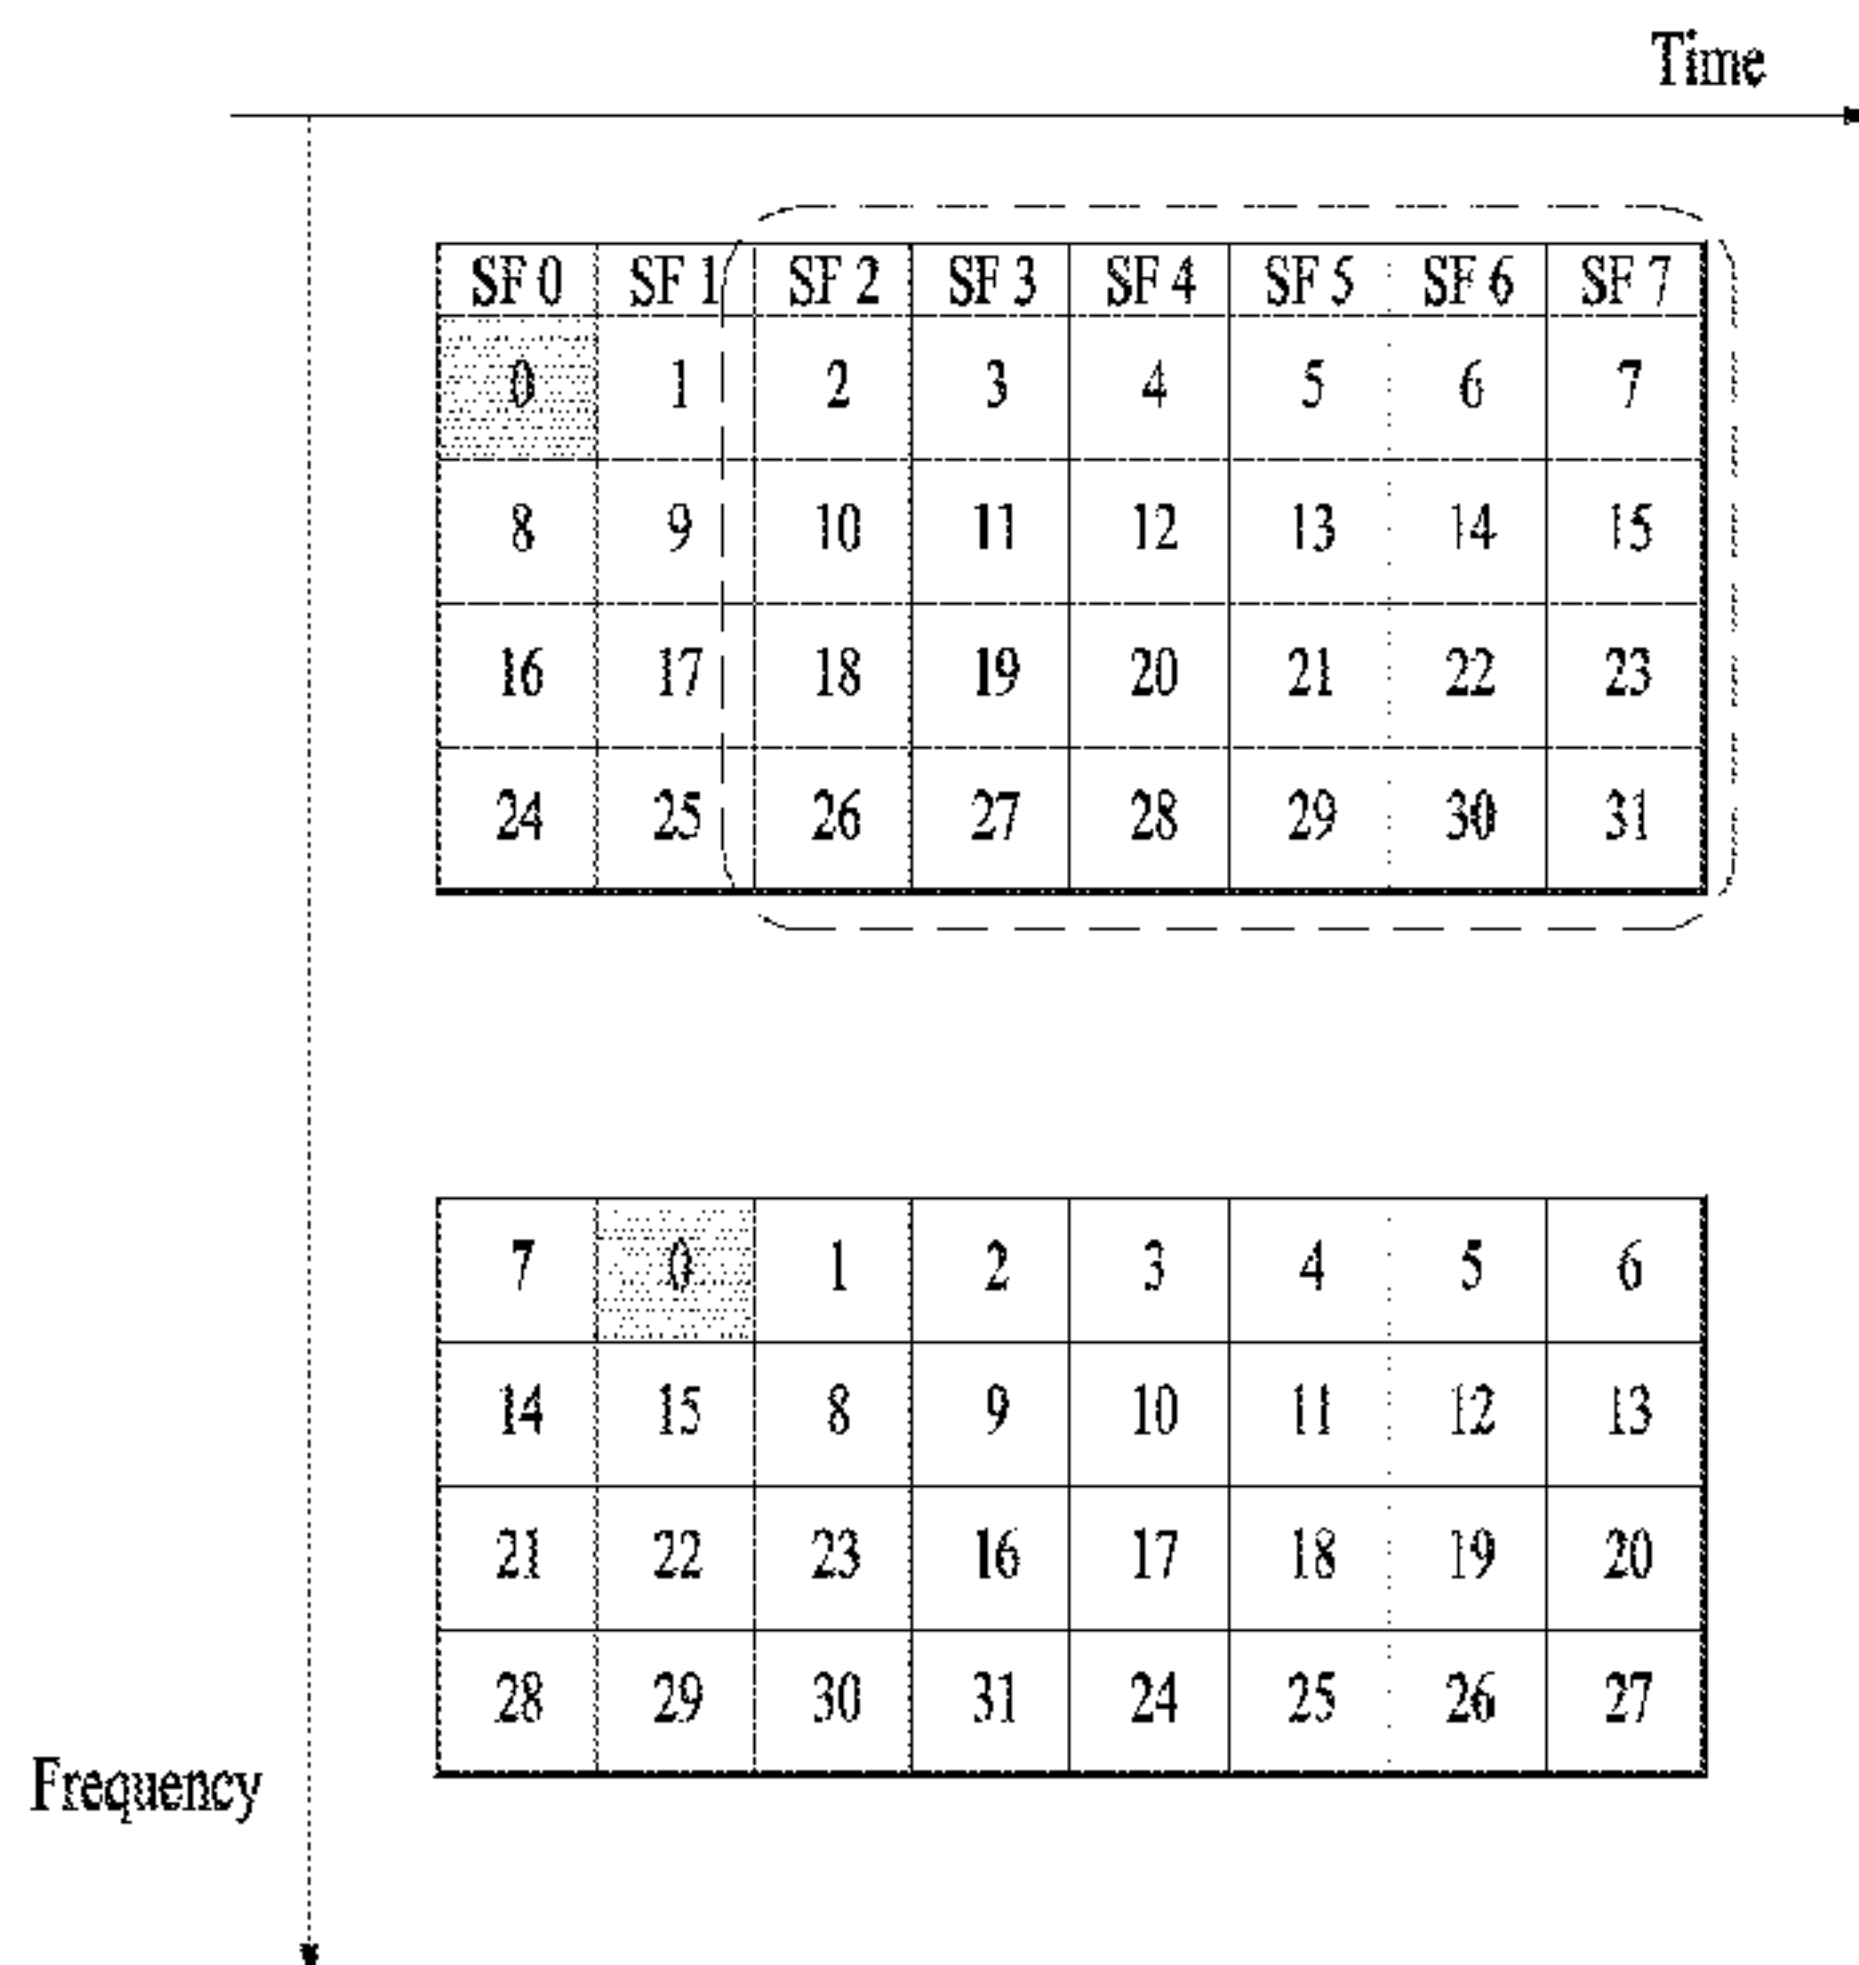 Time
SF 0 SF 1 SF 2 SF 3 SF 4 SF 5 SF 6 SF 7
0 1 2 3 4 5 6 7
8 9 10 11 12 13 14 15
16 17 18 19 20 21 22 23
24 25 26 27 28 29 30 31
7 0 1 2 3 4 5 6
14 15 8 9 10 11 12 13
21 22 23 16 17 18 19 20
28 29 30 31 24 25 26 27
Frequency